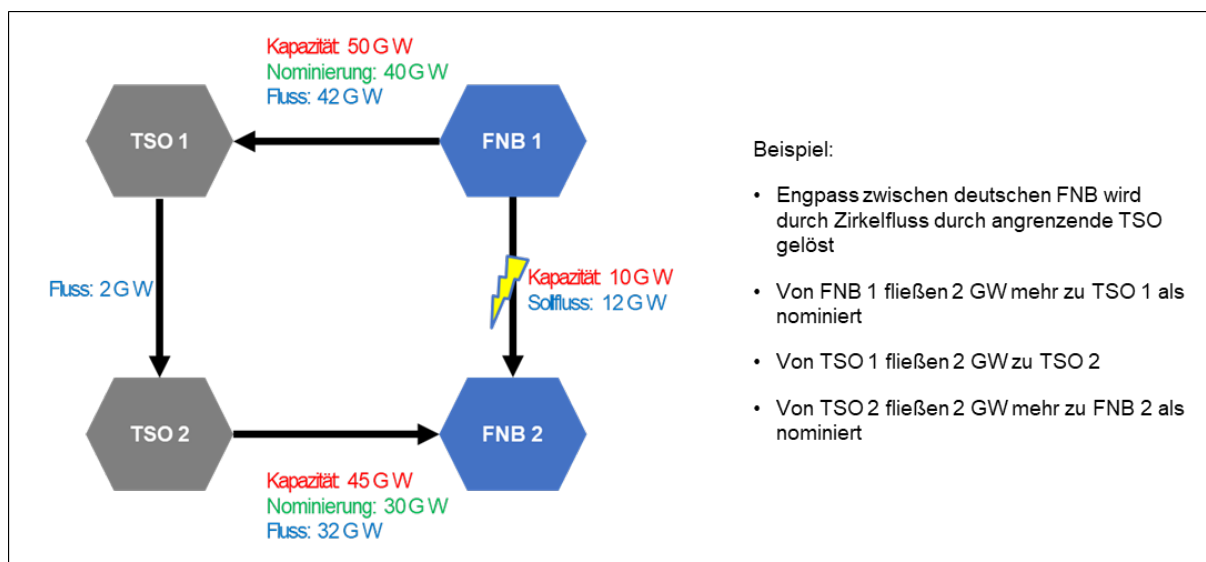 Kapazität: 50 GW
Nominierung: 40 GW
Fluss: 42 GW
TSO 1
FNB 1
Fluss: 2 GW
Kapazität: 10 GW
Sollfluss: 12 GW
TSO 2
FNB 2
Kapazität: 45 GW
Nominierung: 30 GW
Fluss: 32 GW
Beispiel:
• Engpass zwischen deutschen FNB wird
durch Zirkelfluss durch angrenzende TSO
gelöst
• Von FNB 1 fließen 2 GW mehr zu TSO 1 als
nominiert
• Von TSO 1 fließen 2 GW zu TSO 2
• Von TSO 2 fließen 2 GW mehr zu FNB 2 als
nominiert